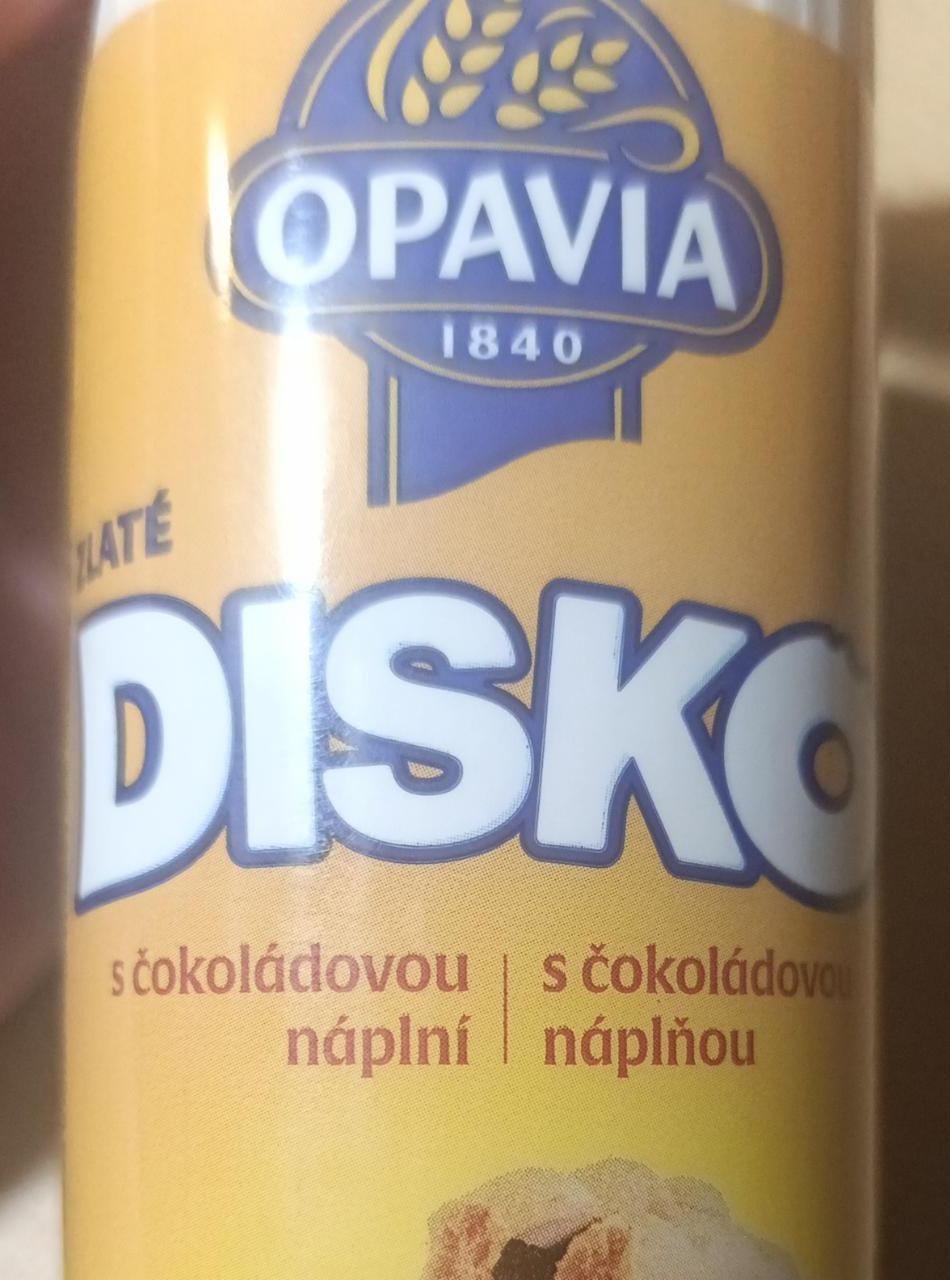 OPAVIA
1840
ZLATÉ
DISKO
s čokoládovou
náplní
s čokoládovou
náplňou